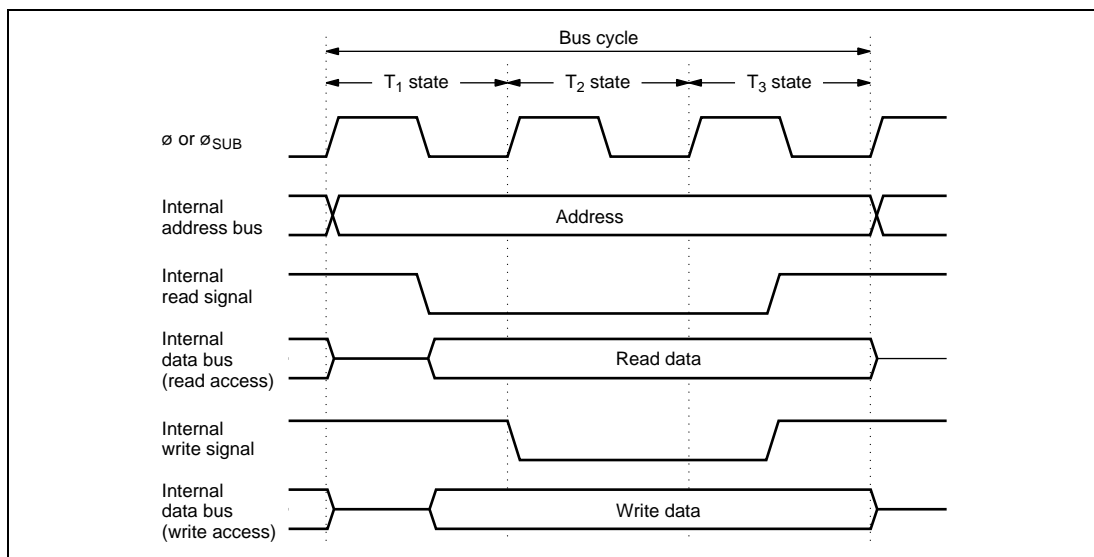 Bus cycle
T₁ state
T₂ state
T₃ state
ø or ø_SUB
Internal
address bus
Address
Internal
read signal
Internal
data bus
(read access)
Read data
Internal
write signal
Internal
data bus
(write access)
Write data